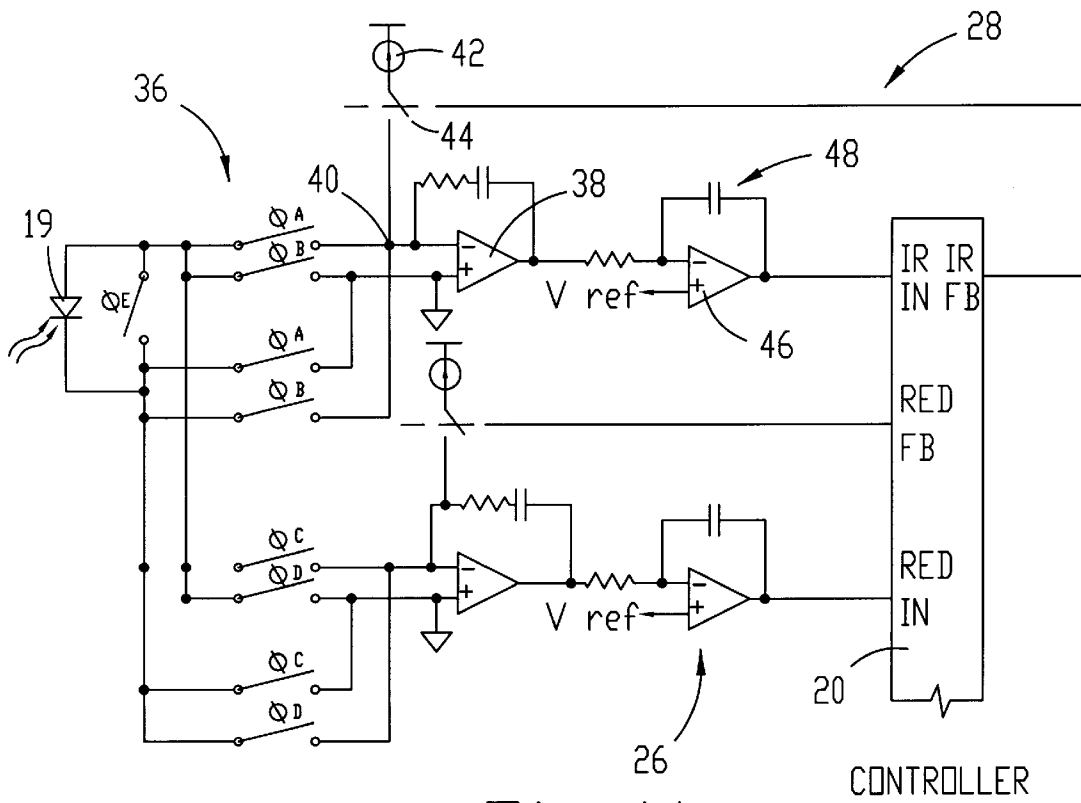 28
42
36
44
40
48
38
19
ϕA
ϕB
ϕE
IR IR
IN FB
V ref
46
ϕA
ϕB
RED
FB
ϕC
ϕD
RED
IN
V ref
ϕC
ϕD
20
26
CONTROLLER